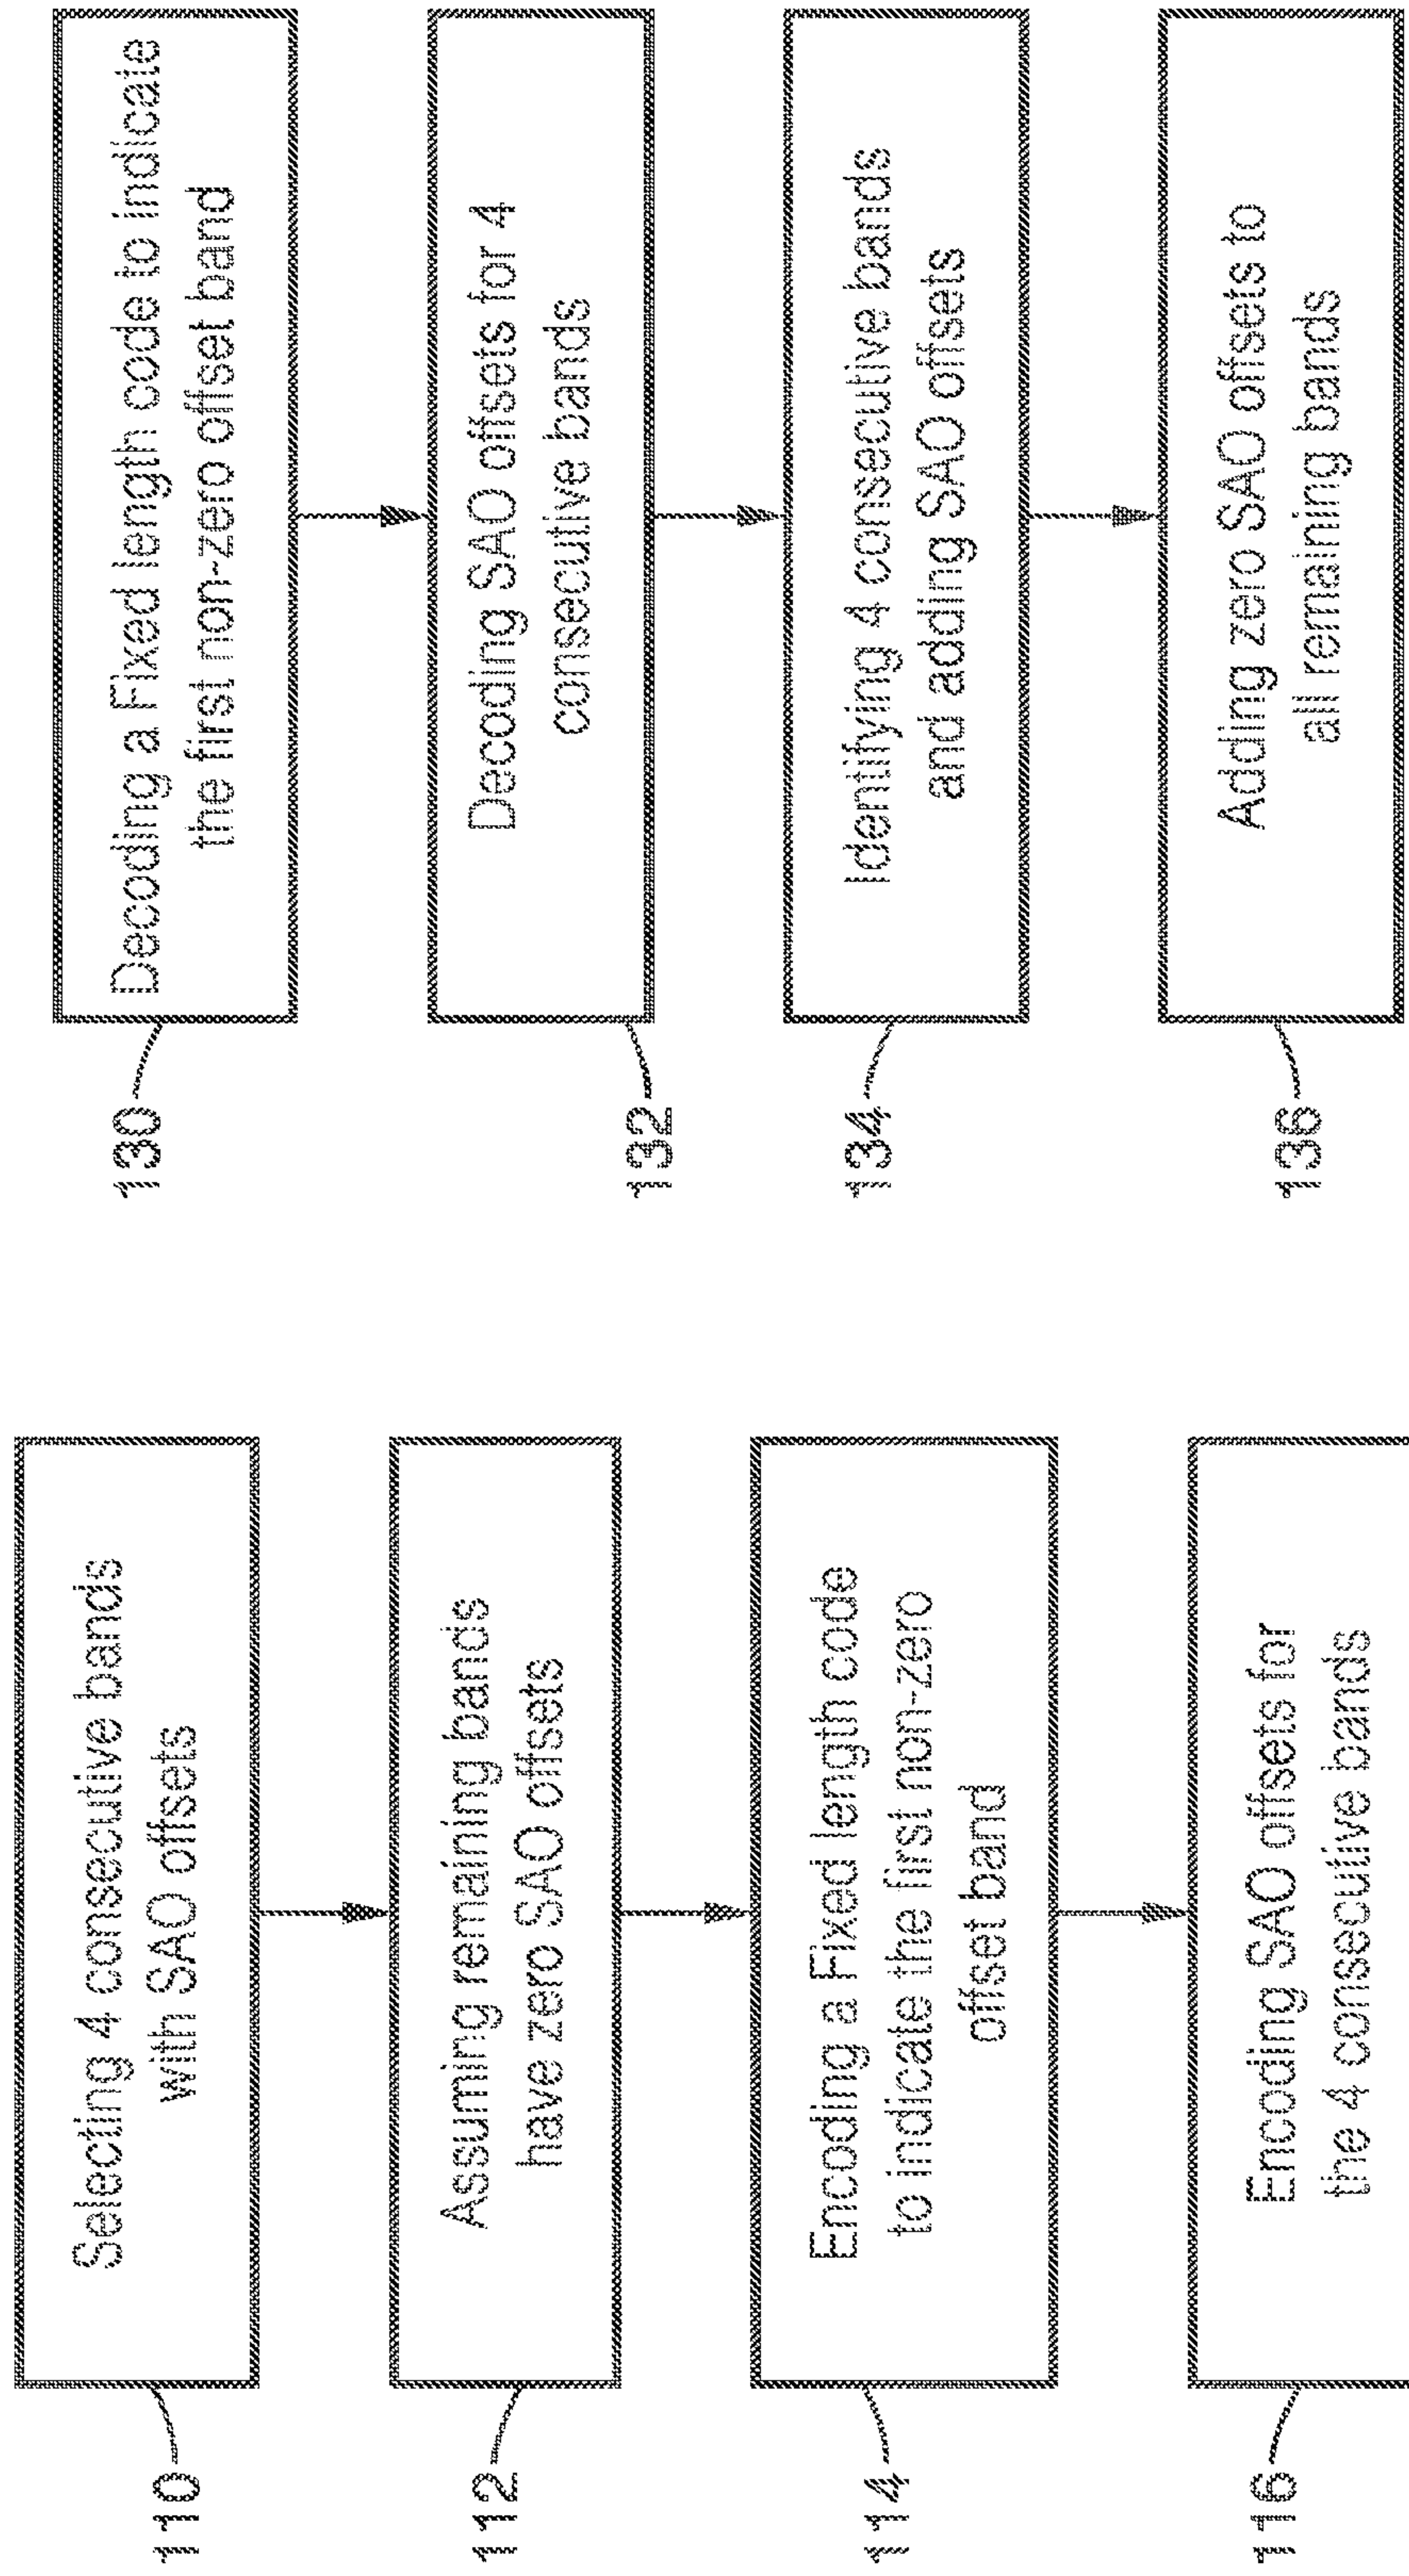 110
Selecting 4 consecutive bands
with SAO offsets
112
Assuming remaining bands
have zero SAO offsets
114
Encoding a Fixed length code
to indicate the first non-zero
offset band
116
Encoding SAO offsets for
the 4 consecutive bands
130
Decoding a Fixed length code to indicate
the first non-zero offset band
132
Decoding SAO offsets for 4
consecutive bands
134
Identifying 4 consecutive bands
and adding SAO offsets
136
Adding zero SAO offsets to
all remaining bands